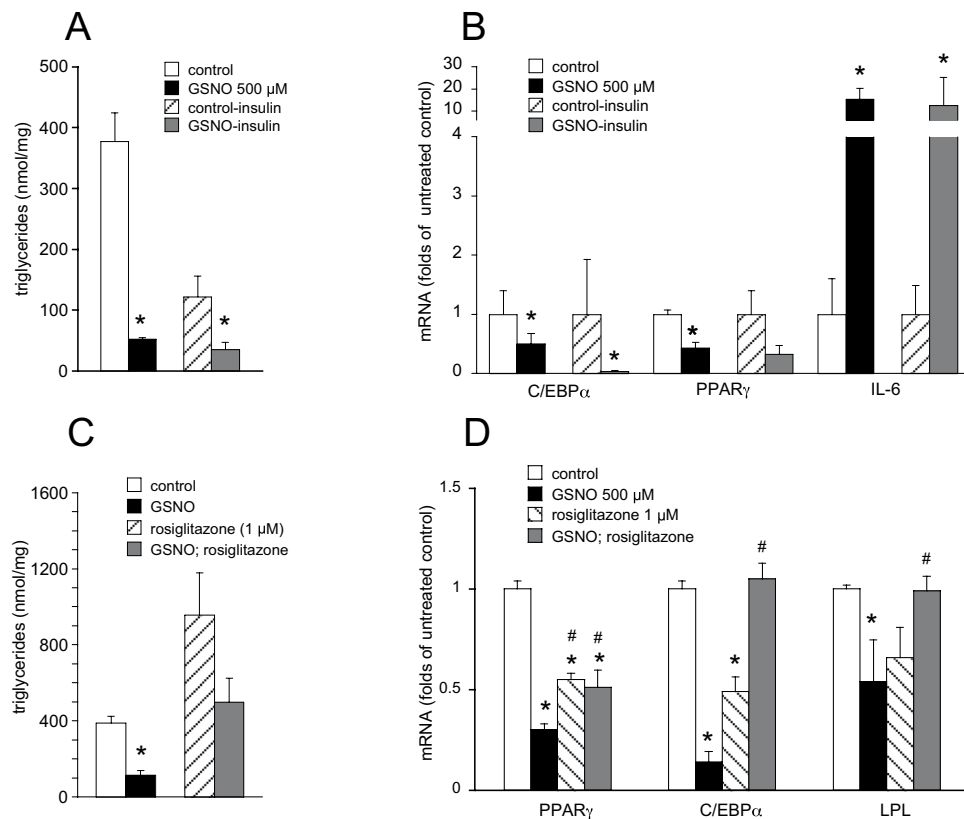 A
triglycerides (nmol/mg)
500
400
300
200
100
0
control
GSNO 500 µM
control-insulin
GSNO-insulin
*
*
B
mRNA (folds of untreated control)
30
20
10
4
3
2
1
0
control
GSNO 500 µM
control-insulin
GSNO-insulin
*
*
*
*
*
C/EBPα PPARγ IL-6
C
triglycerides (nmol/mg)
1600
1200
800
400
0
control
GSNO
rosiglitazone (1 µM)
GSNO; rosiglitazone
*
D
mRNA (folds of untreated control)
1.5
1
0.5
0
control
GSNO 500 µM
rosiglitazone 1 µM
GSNO; rosiglitazone
# #
* * *
#
* *
#
*
PPARγ C/EBPα LPL